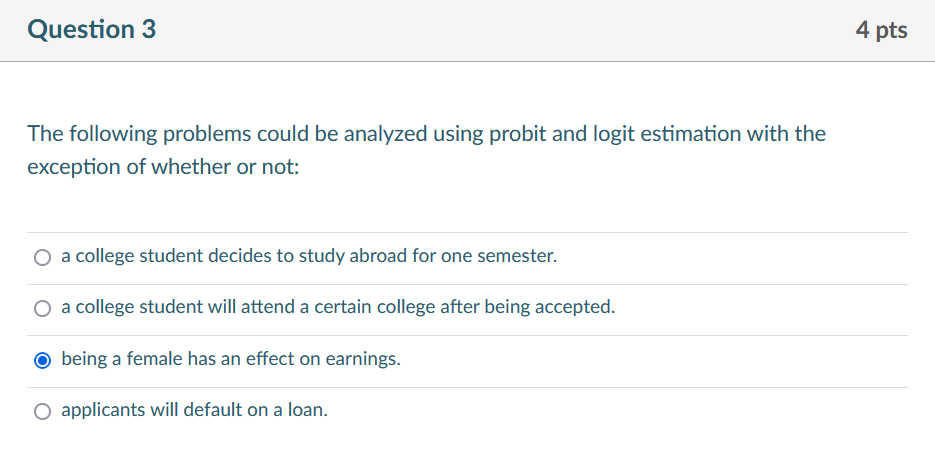 Question 3
4 pts
The following problems could be analyzed using probit and logit estimation with the
exception of whether or not:
a college student decides to study abroad for one semester.
a college student will attend a certain college after being accepted.
being a female has an effect on earnings.
applicants will default on a loan.